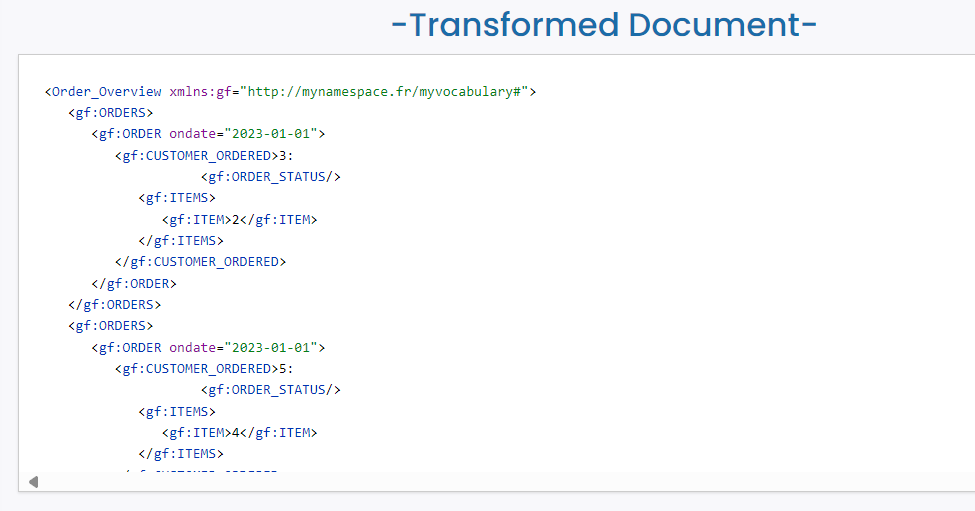 -Transformed Document-
<Order_Overview xmlns:gf="http://mynamespace.fr/myvocabulary#">
<gf:ORDERS>
<gf:ORDER ondate="2023-01-01">
<gf:CUSTOMER_ORDERED>3:
<gf:ORDER_STATUS/>
<gf:ITEMS>
<gf:ITEM>2</gf:ITEM>
</gf:ITEMS>
</gf:CUSTOMER_ORDERED>
</gf:ORDER>
</gf:ORDERS>
<gf:ORDERS>
<gf:ORDER ondate="2023-01-01">
<gf:CUSTOMER_ORDERED>5:
<gf:ORDER_STATUS/>
<gf:ITEMS>
<gf:ITEM>4</gf:ITEM>
</gf:ITEMS>